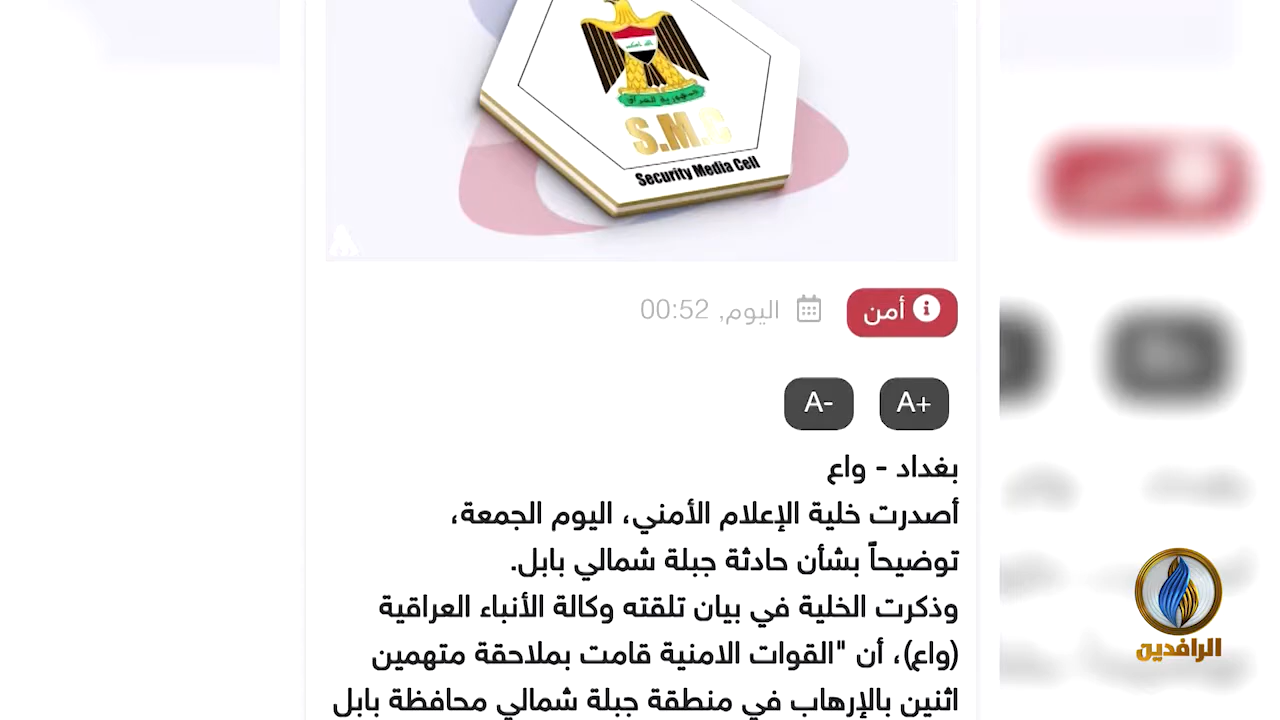 جمهورية العراق
S.M.C
Security Media Cell
أمن
اليوم, 00:52
A+
A-
بغداد - واع
أصدرت خلية الإعلام الأمني، اليوم الجمعة،
توضيحاً بشأن حادثة جبلة شمالي بابل.
وذكرت الخلية في بيان تلقته وكالة الأنباء العراقية
(واع)، أن "القوات الامنية قامت بملاحقة متهمين
اثنين بالإرهاب في منطقة جبلة شمالي محافظة بابل
الرافدين